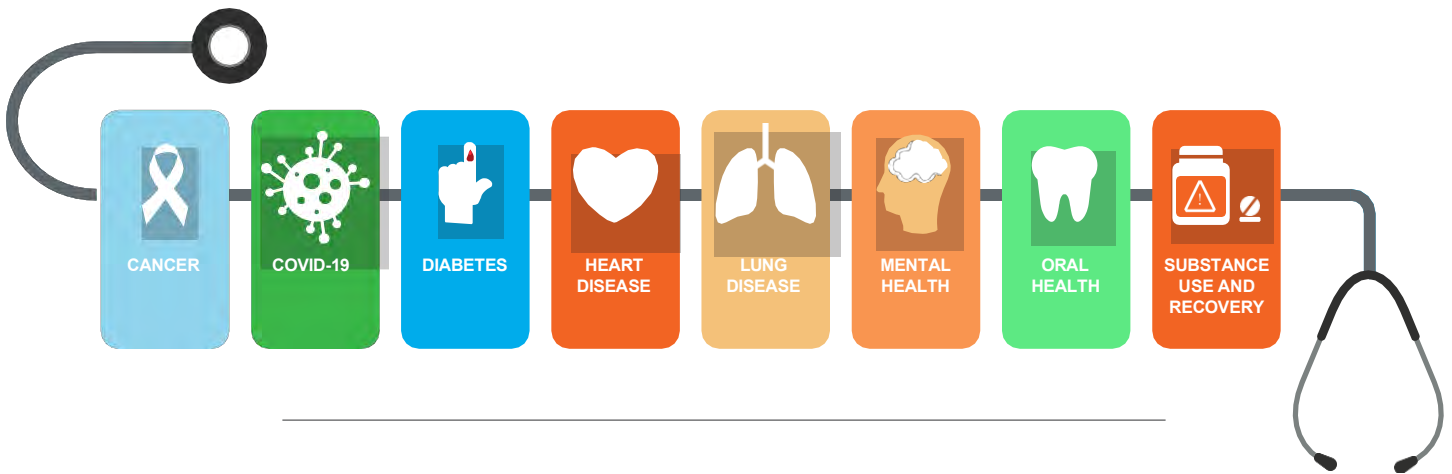 CANCER
COVID-19
DIABETES
HEART
DISEASE
LUNG
DISEASE
MENTAL
HEALTH
ORAL
HEALTH
SUBSTANCE
USE AND
RECOVERY